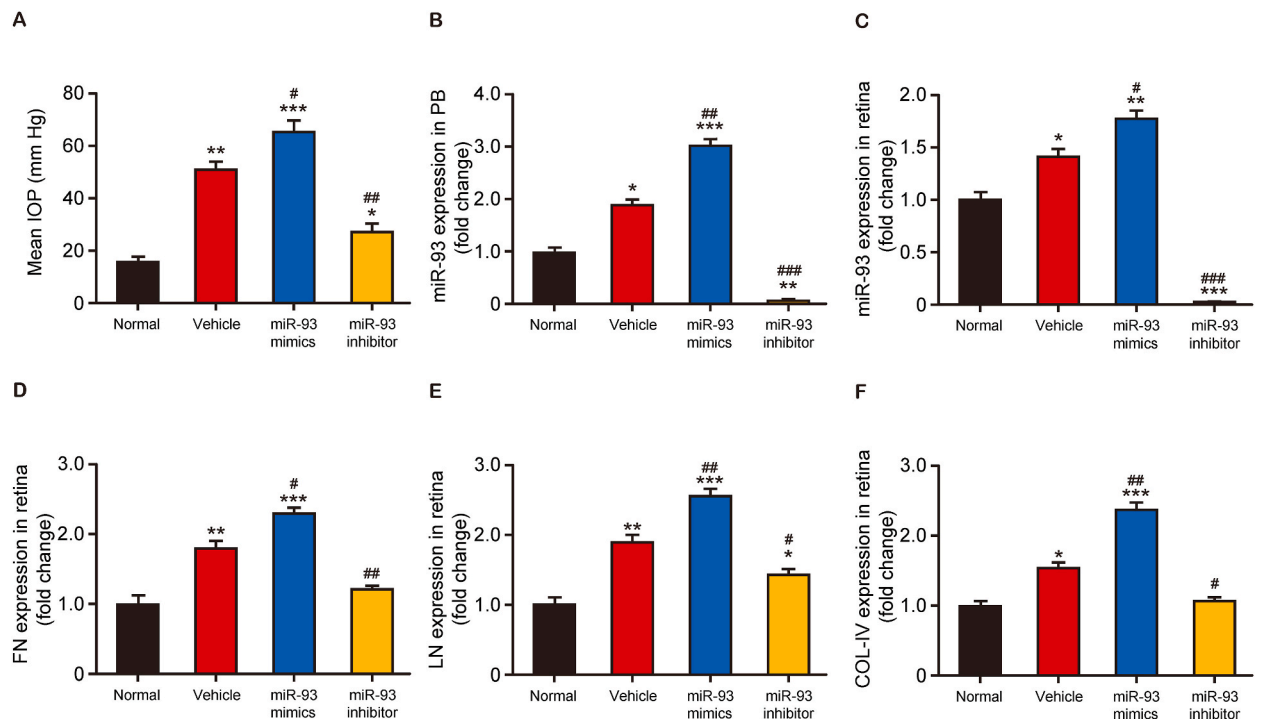 A
Mean IOP (mm Hg)
80
60
40
20
0
**
#
***
##
*
Normal
Vehicle
miR-93
mimics
miR-93
inhibitor
B
miR-93 expression in PB
(fold change)
4.0
3.0
2.0
1.0
0
*
##
***
###
**
Normal
Vehicle
miR-93
mimics
miR-93
inhibitor
C
miR-93 expression in retina
(fold change)
2.0
1.5
1.0
0.5
0
*
#
**
###
***
Normal
Vehicle
miR-93
mimics
miR-93
inhibitor
D
FN expression in retina
(fold change)
3.0
2.0
1.0
0
**
#
***
##
Normal
Vehicle
miR-93
mimics
miR-93
inhibitor
E
LN expression in retina
(fold change)
3.0
2.0
1.0
0
**
##
***
#
*
Normal
Vehicle
miR-93
mimics
miR-93
inhibitor
F
COL-IV expression in retina
(fold change)
3.0
2.0
1.0
0
*
##
***
#
Normal
Vehicle
miR-93
mimics
miR-93
inhibitor